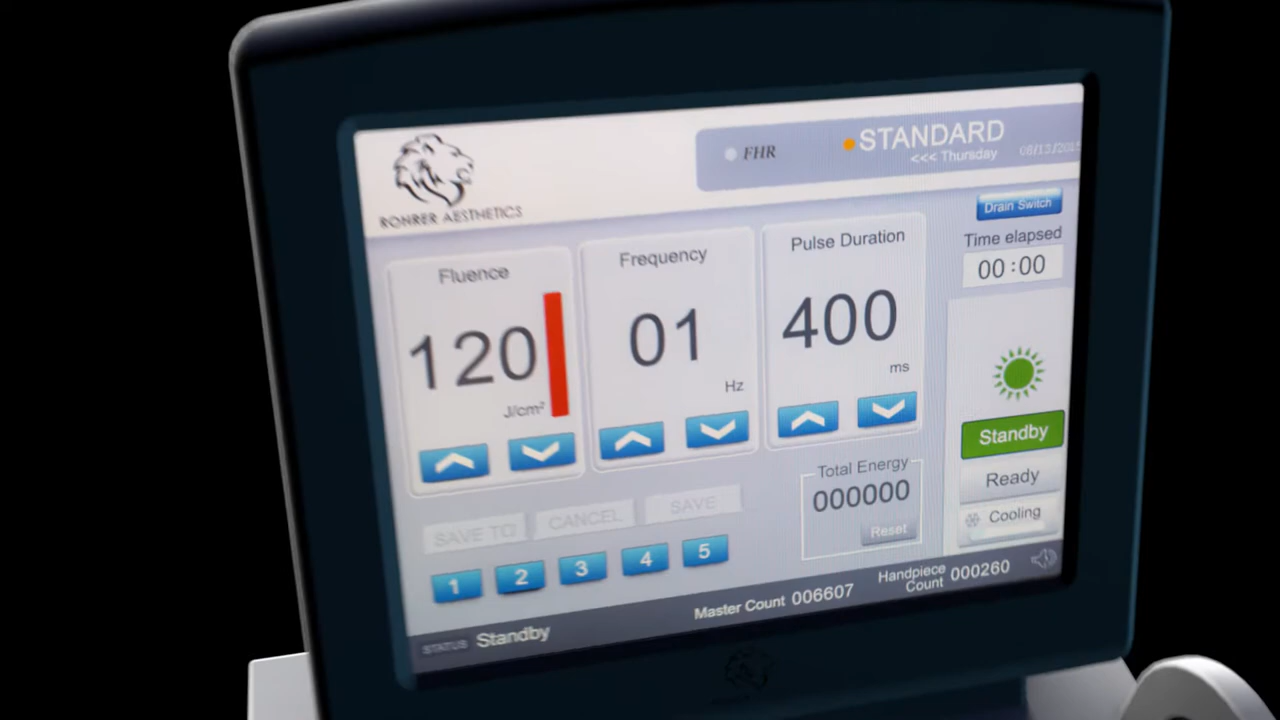 ROHRER AESTHETICS
FHR
STANDARD
<<< Thursday
Drain Switch
Time elapsed
00:00
Fluence
120
J/cm²
Frequency
01
Hz
Pulse Duration
400
ms
Standby
Ready
Cooling
Total Energy
000000
Reset
SAVE TO
CANCEL
SAVE
1
2
3
4
5
STATUS Standby
Master Count 006607
Handpiece Count 000260